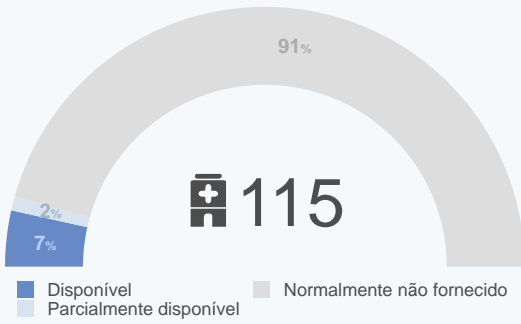 91%
2%
7%
115
Disponível
Normalmente não fornecido
Parcialmente disponível